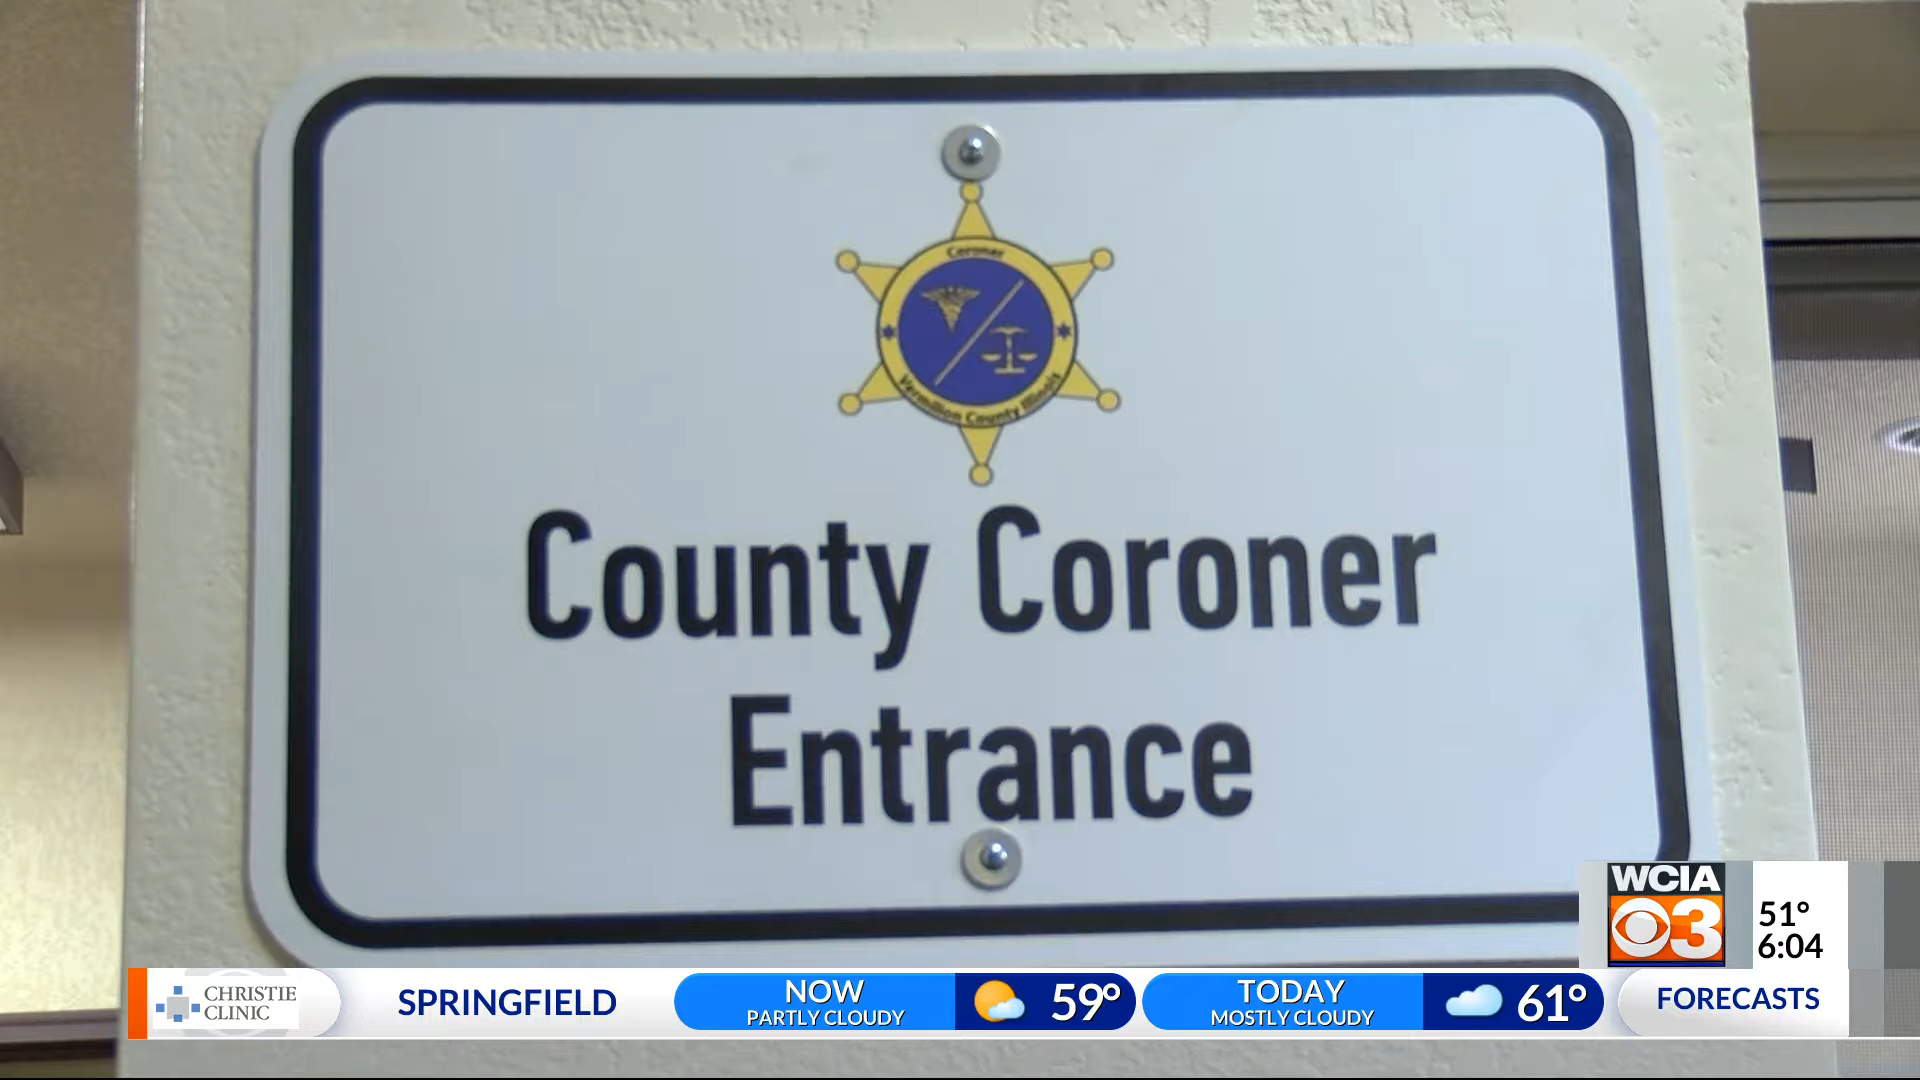 Coroner
Vermilion County Illinois
County Coroner
Entrance
WCIA
3
51°
6:04
CHRISTIE
CLINIC
SPRINGFIELD
NOW
PARTLY CLOUDY
59°
TODAY
MOSTLY CLOUDY
61°
FORECASTS